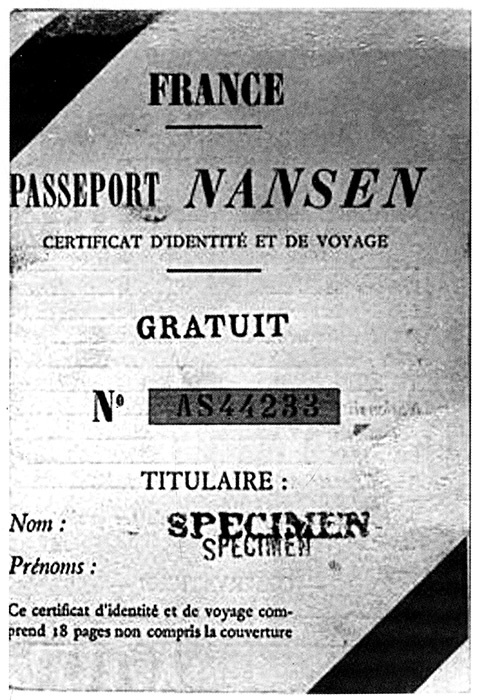 FRANCE
PASSEPORT NANSEN
CERTIFICAT D'IDENTITÉ ET DE VOYAGE
GRATUIT
Nº AS44233
TITULAIRE :
Nom : SPECIMEN
SPECIMEN
Prénoms :
Ce certificat d'identité et de voyage com-
prend 18 pages non compris la couverture